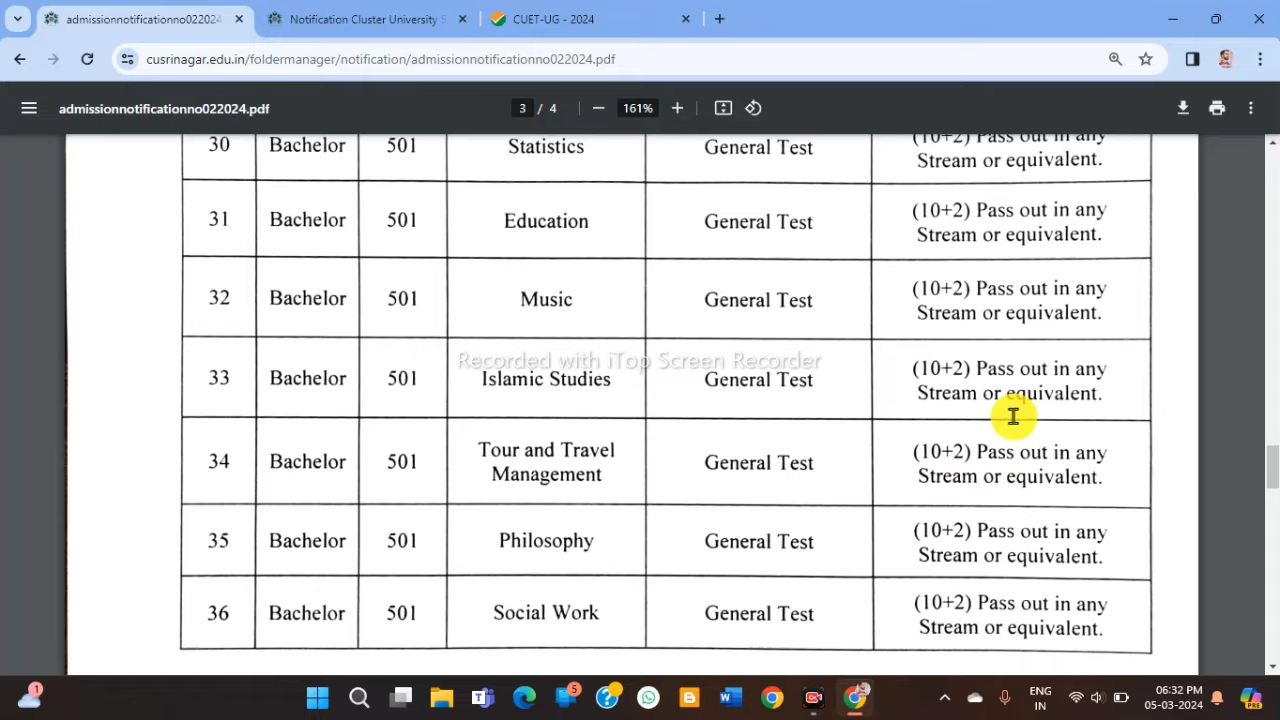 admissionnotificationno022024
Notification Cluster University S
CUET-UG - 2024
cusrinagar.edu.in/foldermanager/notification/admissionnotificationno022024.pdf
admissionnotificationno022024.pdf
3 / 4
161%
30 Bachelor 501 Statistics General Test (10+2) Pass out in any
Stream or equivalent.
31 Bachelor 501 Education General Test (10+2) Pass out in any
Stream or equivalent.
32 Bachelor 501 Music General Test (10+2) Pass out in any
Stream or equivalent.
Recorded with iTop Screen Recorder
33 Bachelor 501 Islamic Studies General Test (10+2) Pass out in any
Stream or equivalent.
34 Bachelor 501 Tour and Travel General Test (10+2) Pass out in any
Management Stream or equivalent.
35 Bachelor 501 Philosophy General Test (10+2) Pass out in any
Stream or equivalent.
36 Bachelor 501 Social Work General Test (10+2) Pass out in any
Stream or equivalent.
1
5
ENG
IN
06:32 PM
05-03-2024
PRE